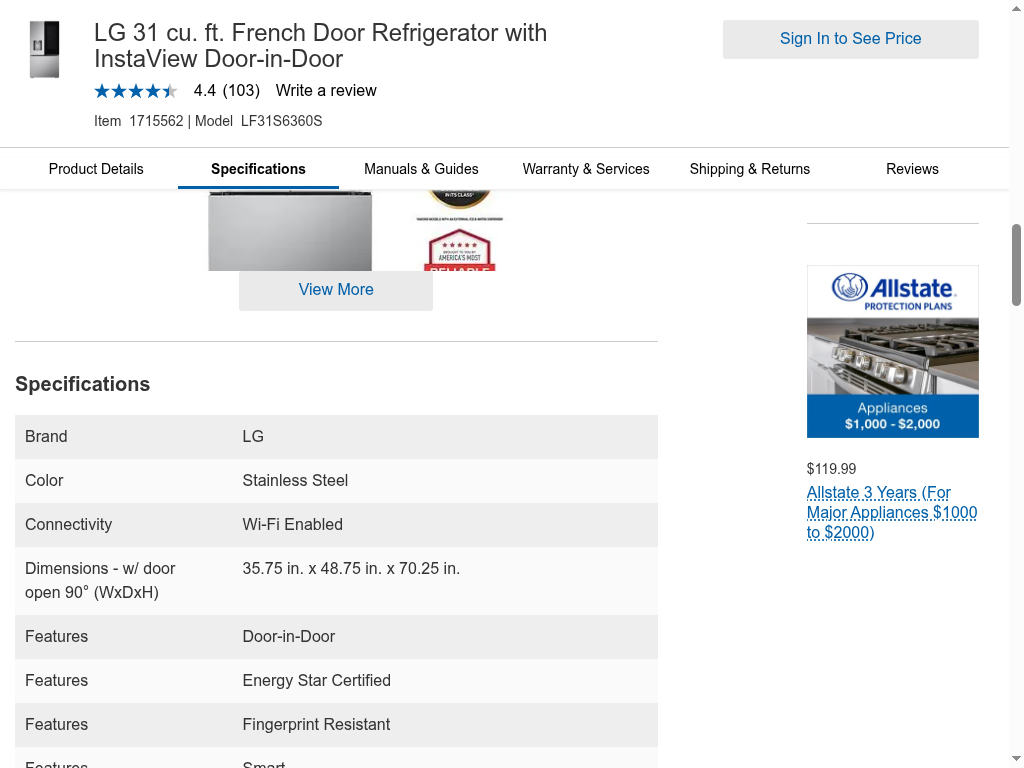 LG 31 cu. ft. French Door Refrigerator with
InstaView Door-in-Door
4.4 (103) Write a review
Item 1715562 | Model LF31S6360S
Sign In to See Price
Product Details Specifications Manuals & Guides Warranty & Services Shipping & Returns Reviews
IN ITS CLASS*
BROUGHT TO YOU BY
AMERICA'S MOST
RELIABLE
View More
Specifications
Brand LG
Color Stainless Steel
Connectivity Wi-Fi Enabled
Dimensions - w/ door 35.75 in. x 48.75 in. x 70.25 in.
open 90° (WxDxH)
Features Door-in-Door
Features Energy Star Certified
Features Fingerprint Resistant
Features Smart
Allstate.
PROTECTION PLANS
Appliances
$1,000 - $2,000
$119.99
Allstate 3 Years (For
Major Appliances $1000
to $2000)